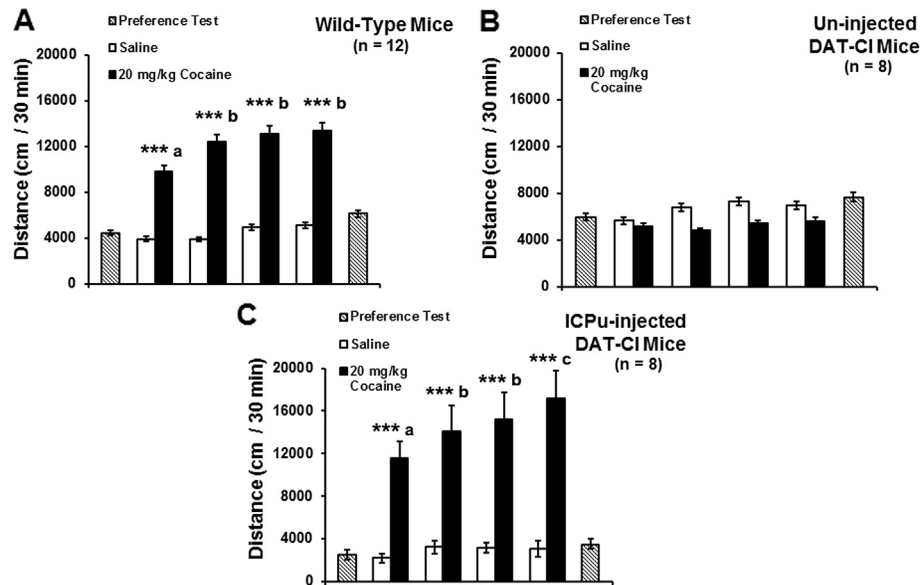 A
Wild-Type Mice
(n = 12)
Preference Test
Saline
20 mg/kg Cocaine
Distance (cm / 30 min)
20000
16000
12000
8000
4000
0
*** a
*** b
*** b
*** b
B
Un-injected
DAT-CI Mice
(n = 8)
Preference Test
Saline
20 mg/kg
Cocaine
Distance (cm / 30 min)
20000
16000
12000
8000
4000
0
C
ICPu-injected
DAT-CI Mice
(n = 8)
Preference Test
Saline
20 mg/kg
Cocaine
Distance (cm / 30 min)
20000
16000
12000
8000
4000
0
*** a
*** b
*** b
*** c